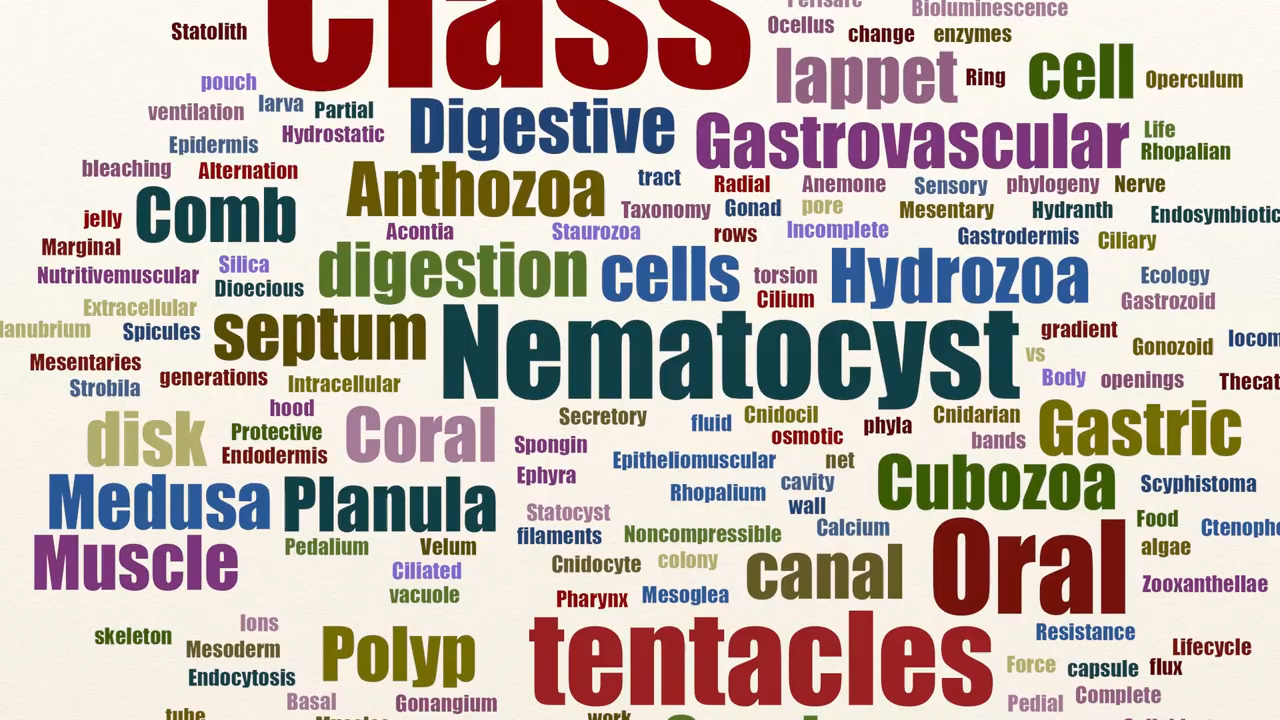 Class
Perisarc
Bioluminescence
Statolith
Ocellus
change
enzymes
lappet
Ring
cell
Operculum
pouch
ventilation
larva
Partial
Digestive
Gastrovascular
Life
Hydrostatic
Epidermis
Rhopalian
bleaching
Alternation
Anthozoa
tract
Radial
Anemone
Sensory
phylogeny
Nerve
jelly
Comb
Taxonomy
Gonad
pore
Mesentary
Hydranth
Endosymbiotic
Marginal
Acontia
Staurozoa
rows
Incomplete
Gastrodermis
Ciliary
Nutritivemuscular
Silica
Dioecious
digestion
cells
torsion
Cilium
Hydrozoa
Ecology
Gastrozoid
Extracellular
Spicules
septum
Nematocyst
gradient
vs
Gonozoid
Mesentaries
Strobila
generations
Intracellular
Body
openings
hood
disk
Protective
Endodermis
Coral
Secretory
fluid
Cnidocil
osmotic
phyla
Cnidarian
bands
Gastric
Spongin
Epitheliomuscular
net
Ephyra
Medusa
Planula
Rhopalium
cavity
wall
Cubozoa
Scyphistoma
Statocyst
filaments
Noncompressible
Calcium
Oral
Food
algae
Muscle
Pedalium
Velum
Ciliated
vacuole
Cnidocyte
colony
canal
Zooxanthellae
Pharynx
Mesoglea
skeleton
Ions
Mesoderm
Endocytosis
Polyp
tentacles
Resistance
Lifecycle
Force
capsule
flux
Basal
Gonangium
Pedial
Complete
tube
work